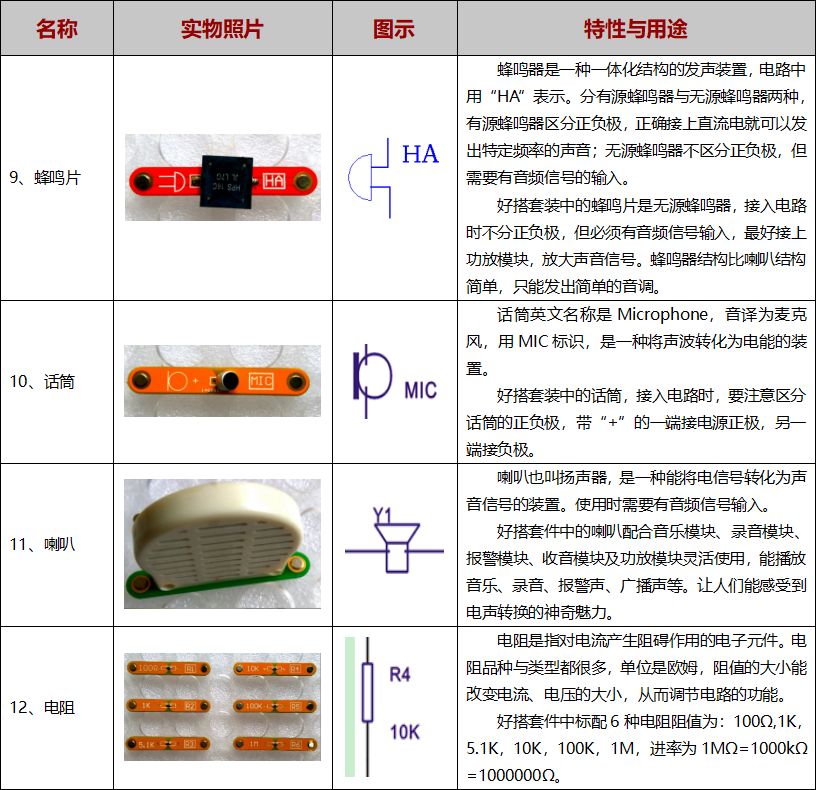 名称
实物照片
图示
特性与用途
9、蜂鸣片
HPS 16C
JL LTG
HA
HA
蜂鸣器是一种一体化结构的发声装置，电路中
用“HA”表示。分有源蜂鸣器与无源蜂鸣器两种，
有源蜂鸣器区分正负极，正确接上直流电就可以发
出特定频率的声音；无源蜂鸣器不区分正负极，但
需要有音频信号的输入。
好搭套装中的蜂鸣片是无源蜂鸣器，接入电路
时不分正负极，但必须有音频信号输入，最好接上
功放模块，放大声音信号。蜂鸣器结构比喇叭结构
简单，只能发出简单的音调。
10、话筒
+
MIC
MIC
话筒英文名称是 Microphone，音译为麦克
风，用 MIC 标识，是一种将声波转化为电能的装
置。
好搭套装中的话筒，接入电路时，要注意区分
话筒的正负极，带“+”的一端接电源正极，另一
端接负极。
11、喇叭
Y1
喇叭也叫扬声器，是一种能将电信号转化为声
音信号的装置。使用时需要有音频信号输入。
好搭套件中的喇叭配合音乐模块、录音模块、
报警模块、收音模块及功放模块灵活使用，能播放
音乐、录音、报警声、广播声等。让人们能感受到
电声转换的神奇魅力。
12、电阻
100Ω R1
10K R4
1K R2
100K R5
5.1K R3
1M R6
R4
10K
电阻是指对电流产生阻碍作用的电子元件。电
阻品种与类型都很多，单位是欧姆，阻值的大小能
改变电流、电压的大小，从而调节电路的功能。
好搭套件中标配 6 种电阻阻值为：100Ω,1K，
5.1K，10K，100K，1M，进率为 1MΩ=1000kΩ
=1000000Ω。